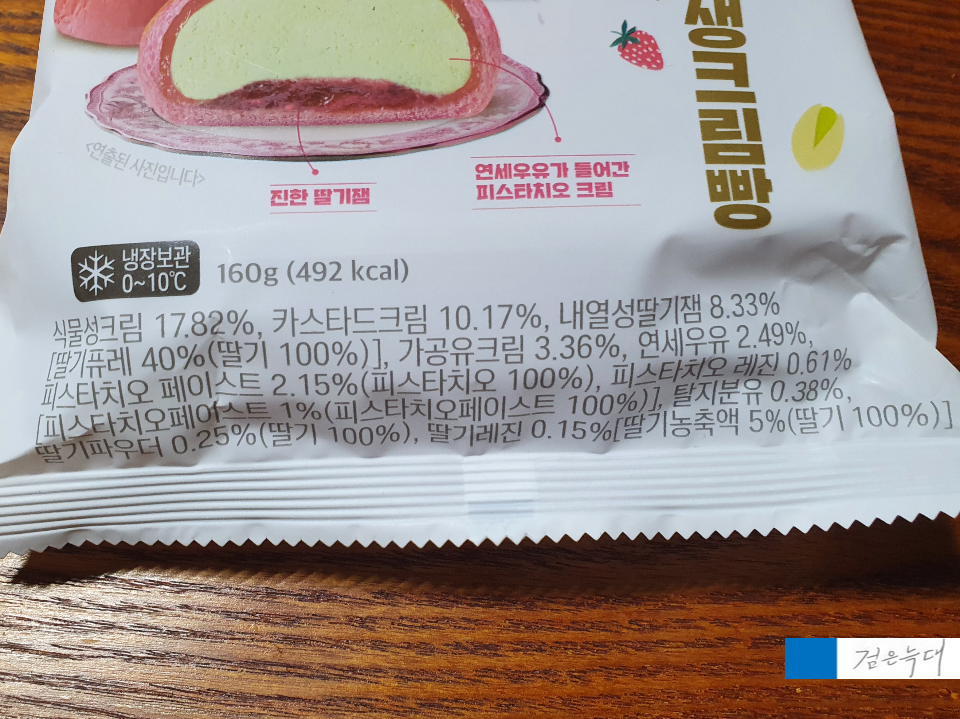 생크림빵
<연출된 사진입니다>
진한 딸기잼
연세우유가 들어간
피스타치오 크림
냉장보관
0~10℃
160g (492 kcal)
식물성크림 17.82%, 카스타드크림 10.17%, 내열성딸기잼 8.33%
[딸기퓨레 40%(딸기 100%)], 가공유크림 3.36%, 연세우유 2.49%,
피스타치오 페이스트 2.15%(피스타치오 100%), 피스타치오 레진 0.61%
[피스타치오페이스트 1%(피스타치오페이스트 100%)], 탈지분유 0.38%,
딸기파우더 0.25%(딸기 100%), 딸기레진 0.15%[딸기농축액 5%(딸기 100%)]
검은늑대